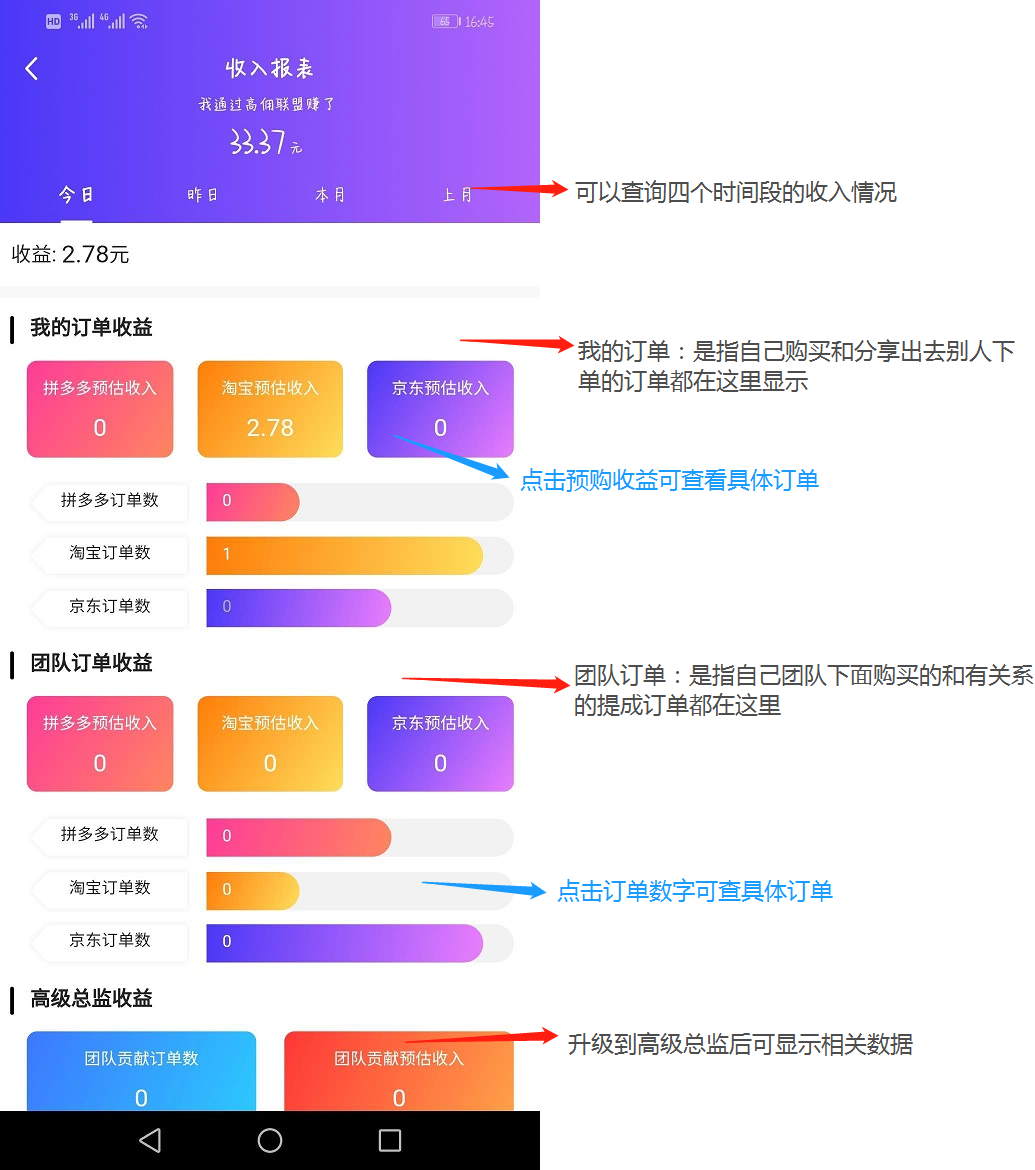 HD 3G 4G 65 16:45
收入报表
我通过高佣联盟赚了
33.37元
今日 昨日 本月 上月
可以查询四个时间段的收入情况
收益: 2.78元
我的订单收益
我的订单：是指自己购买和分享出去别人下
单的订单都在这里显示
拼多多预估收入 淘宝预估收入 京东预估收入
0 2.78 0
点击预购收益可查看具体订单
拼多多订单数 0
淘宝订单数 1
京东订单数 0
团队订单收益
团队订单：是指自己团队下面购买的和有关系
的提成订单都在这里
拼多多预估收入 淘宝预估收入 京东预估收入
0 0 0
拼多多订单数 0
淘宝订单数 0
点击订单数字可查具体订单
京东订单数 0
高级总监收益
升级到高级总监后可显示相关数据
团队贡献订单数 团队贡献预估收入
0 0